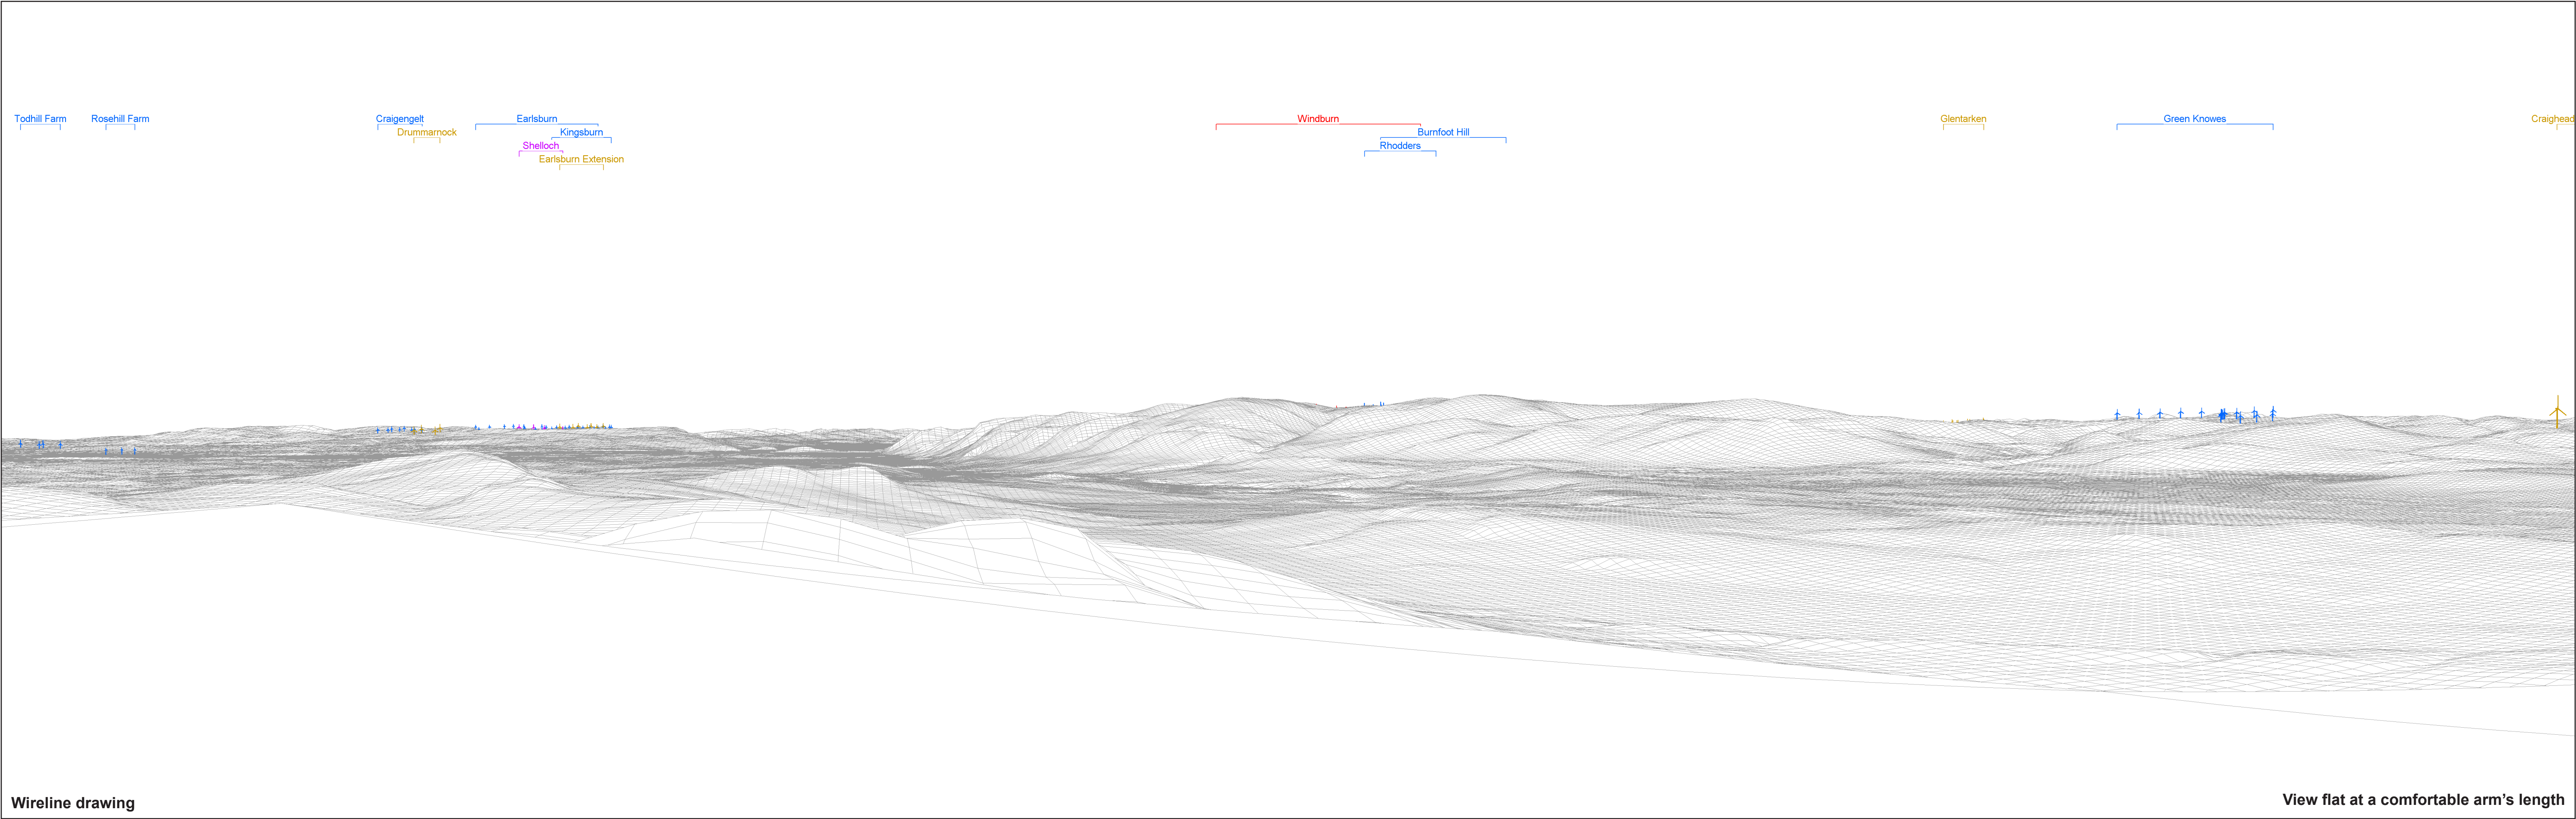 Todhill Farm
Rosehill Farm
Craigengelt
Drummarnock
Earlsburn
Kingsburn
Shelloch
Earlsburn Extension
Windburn
Burnfoot Hill
Rhodders
Glentarken
Green Knowes
Craighead
Wireline drawing
View flat at a comfortable arm’s length